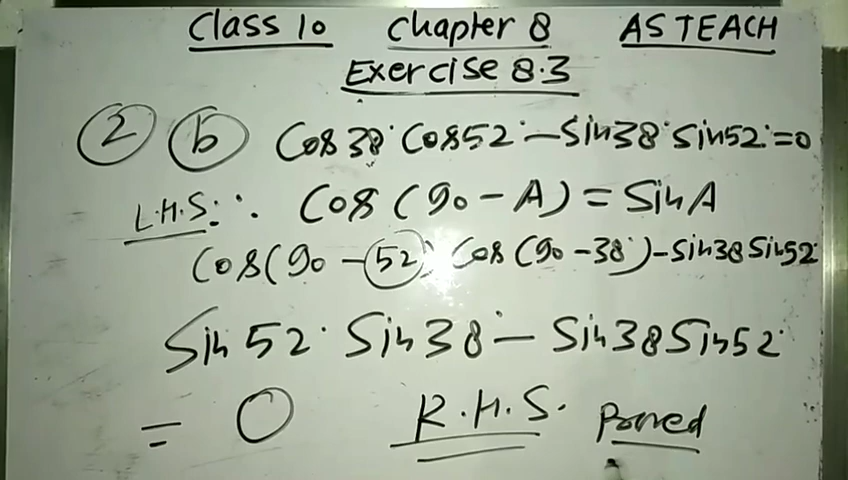 Class 10 Chapter 8 AS TEACH
Exercise 8.3
2 b Cos 38° Cos 52° - Sin 38° Sin 52° = 0
L.H.S: ∵ Cos (90 - A) = Sin A
Cos (90 - 52) Cos (90 - 38°) - Sin 38 Sin 52°
Sin 52° Sin 38° - Sin 38 Sin 52°
= 0 R.H.S. Proved